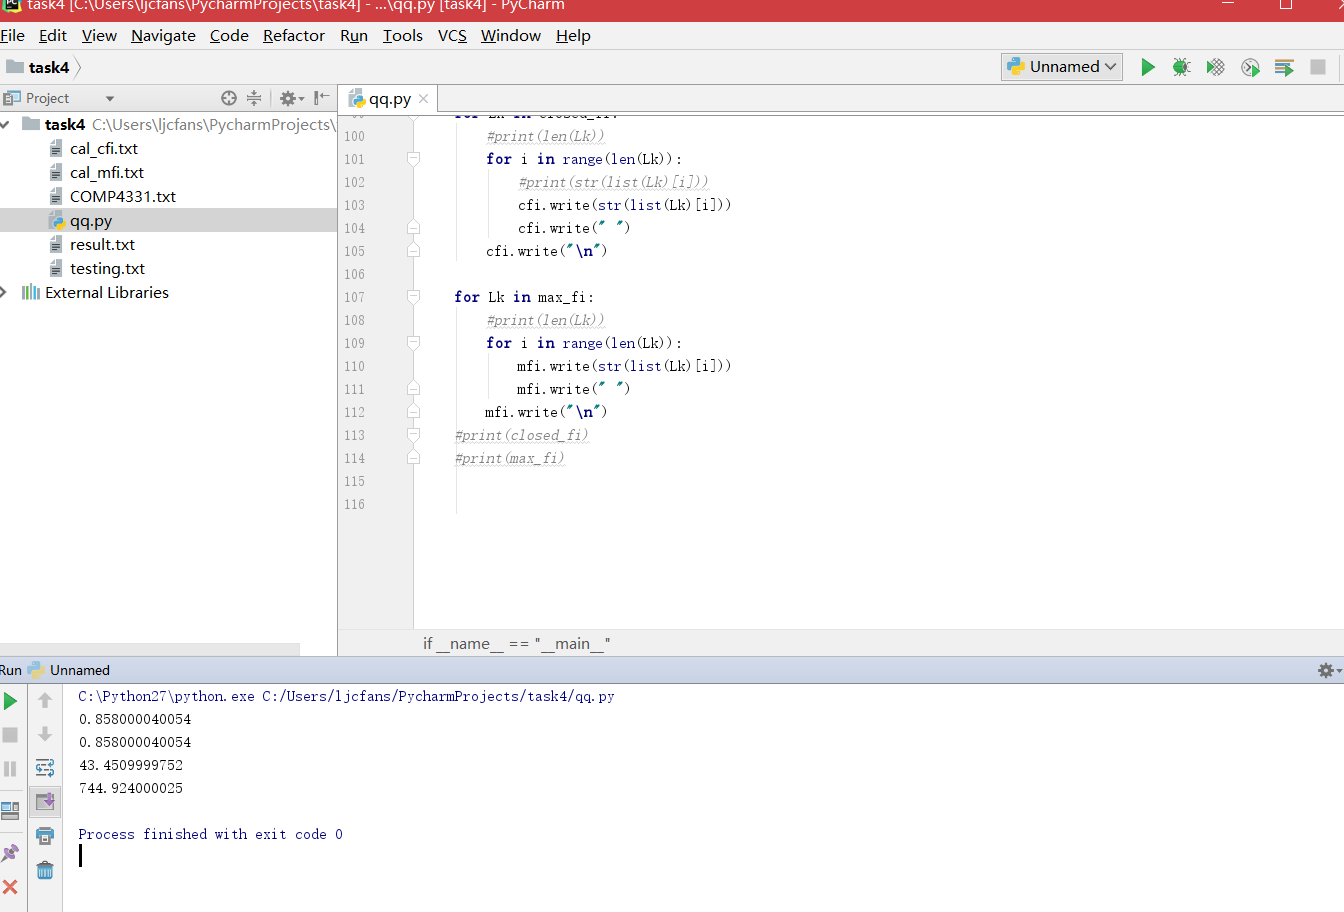 task4 [C:\Users\ljcfans\PycharmProjects\task4] - ...\qq.py [task4] - PyCharm
File Edit View Navigate Code Refactor Run Tools VCS Window Help
task4 Unnamed
Project qq.py
task4 C:\Users\ljcfans\PycharmProjects\
cal_cfi.txt
cal_mfi.txt
COMP4331.txt
qq.py
result.txt
testing.txt
External Libraries
99 for Lk in closed_fi:
100 #print(len(Lk))
101 for i in range(len(Lk)):
102 #print(str(list(Lk)[i]))
103 cfi.write(str(list(Lk)[i]))
104 cfi.write(" ")
105 cfi.write("\n")
106
107 for Lk in max_fi:
108 #print(len(Lk))
109 for i in range(len(Lk)):
110 mfi.write(str(list(Lk)[i]))
111 mfi.write(" ")
112 mfi.write("\n")
113 #print(closed_fi)
114 #print(max_fi)
115
116
if __name__ == "__main__"
Run Unnamed
C:\Python27\python.exe C:/Users/ljcfans/PycharmProjects/task4/qq.py
0.858000040054
0.858000040054
43.4509999752
744.924000025
Process finished with exit code 0